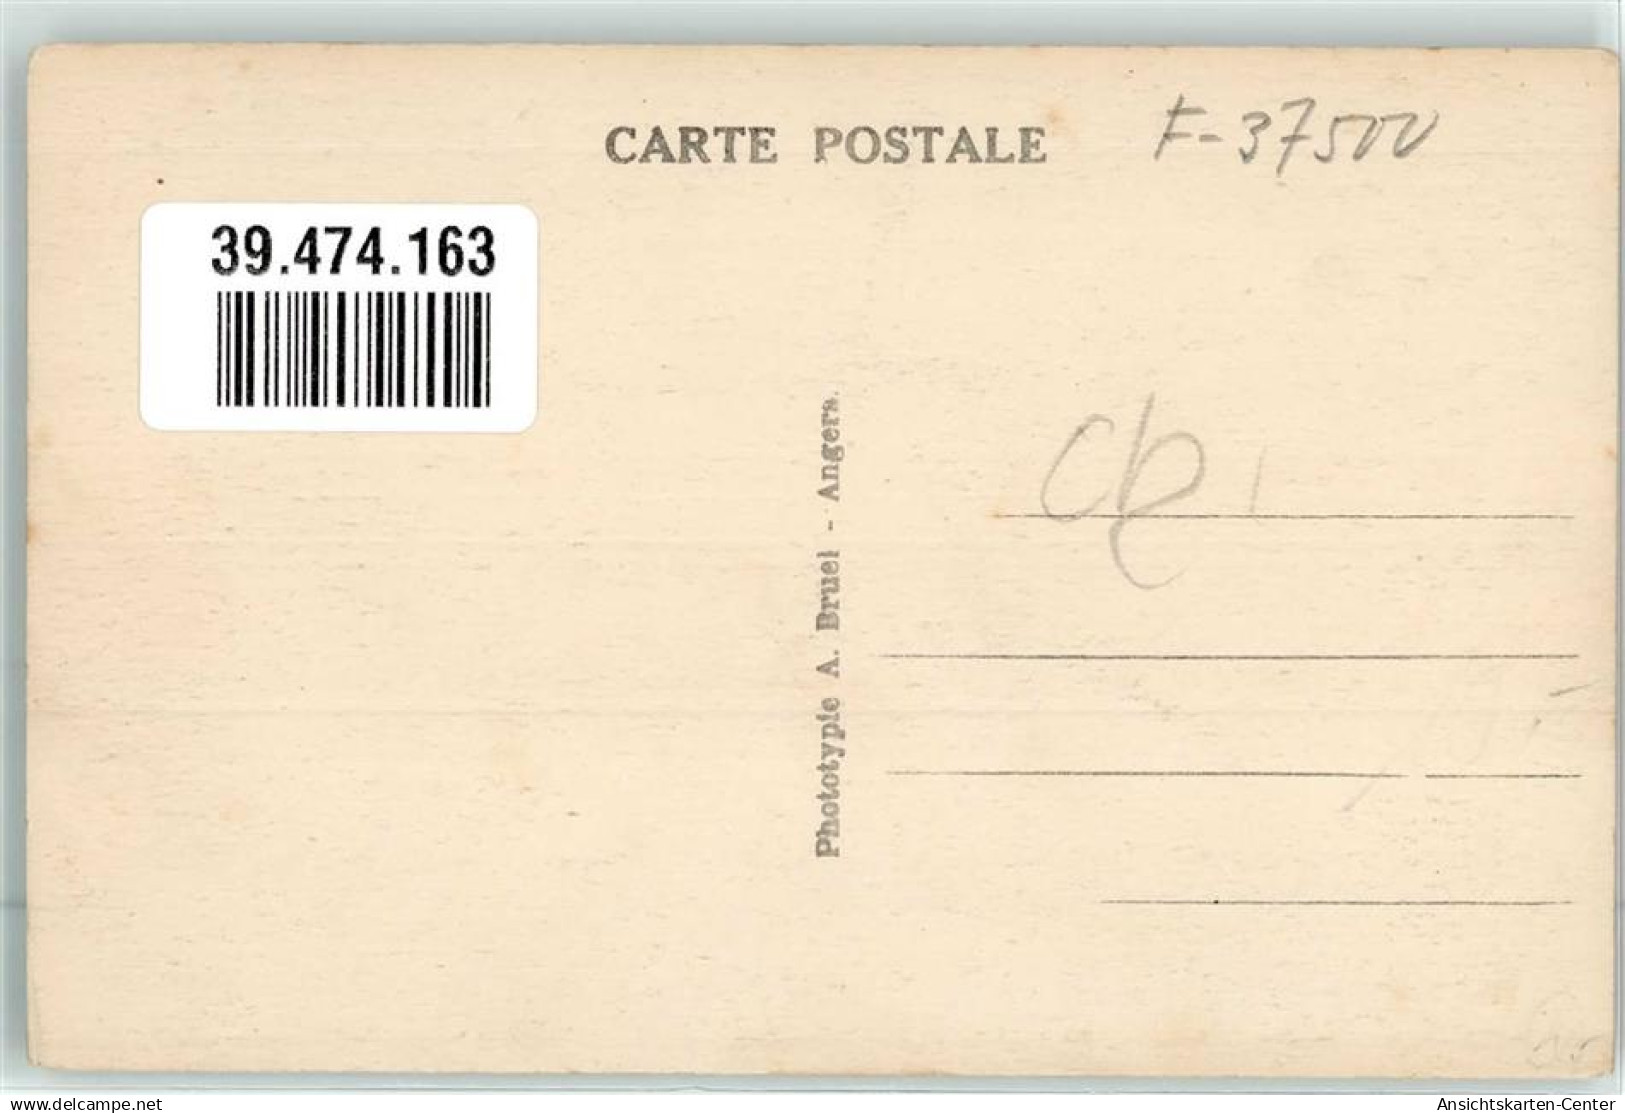 CARTE POSTALE
F-37500
39.474.163
Phototypie A. Bruel - Angers.
www.delcampe.net
Ansichtskarten-Center